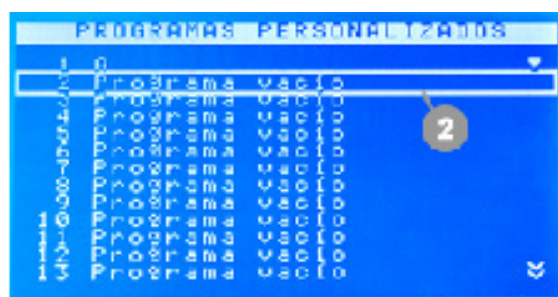 PROGRAMAS PERSONALIZADOS
1 A
2 Programa vacío
3 Programa vacío
4 Programa vacío
5 Programa vacío
6 Programa vacío
7 Programa vacío
8 Programa vacío
9 Programa vacío
10 Programa vacío
11 Programa vacío
12 Programa vacío
13 Programa vacío
2